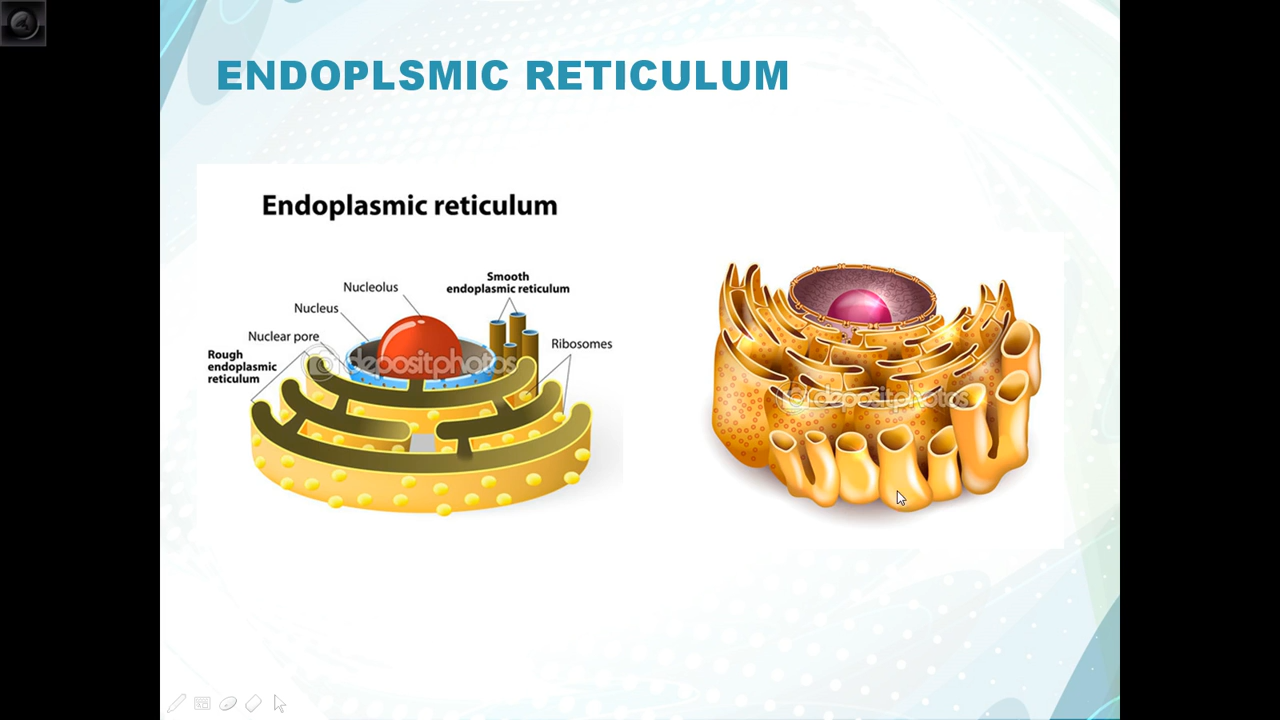 ENDOPLSMIC RETICULUM
Endoplasmic reticulum
Smooth
endoplasmic reticulum
Nucleolus
Nucleus
Nuclear pore
Ribosomes
Rough
endoplasmic
reticulum
depositphotos
depositphotos